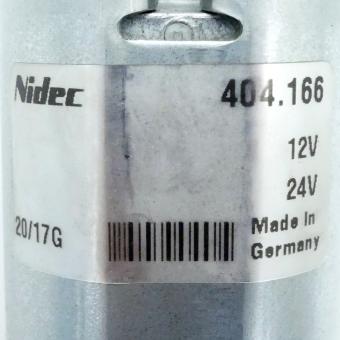 Nidec 404.166
12V
24V
20/17G Made In
Germany